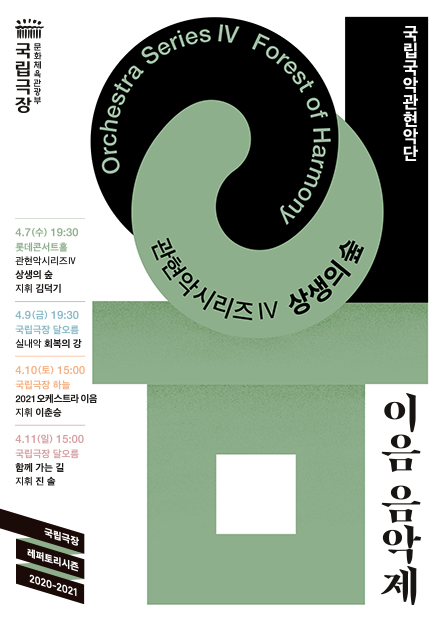 문화체육관광부
국립극장
Orchestra Series IV Forest of Harmony
국립국악관현악단
관현악시리즈 IV 상생의 숲
4.7(수) 19:30
롯데콘서트홀
관현악시리즈IV
상생의 숲
지휘 김덕기
4.9(금) 19:30
국립극장 달오름
실내악 회복의 강
4.10(토) 15:00
국립극장 하늘
2021 오케스트라 이음
지휘 이춘승
4.11(일) 15:00
국립극장 달오름
함께 가는 길
지휘 진 솔
이음 음악제
국립극장
레퍼토리시즌
2020-2021